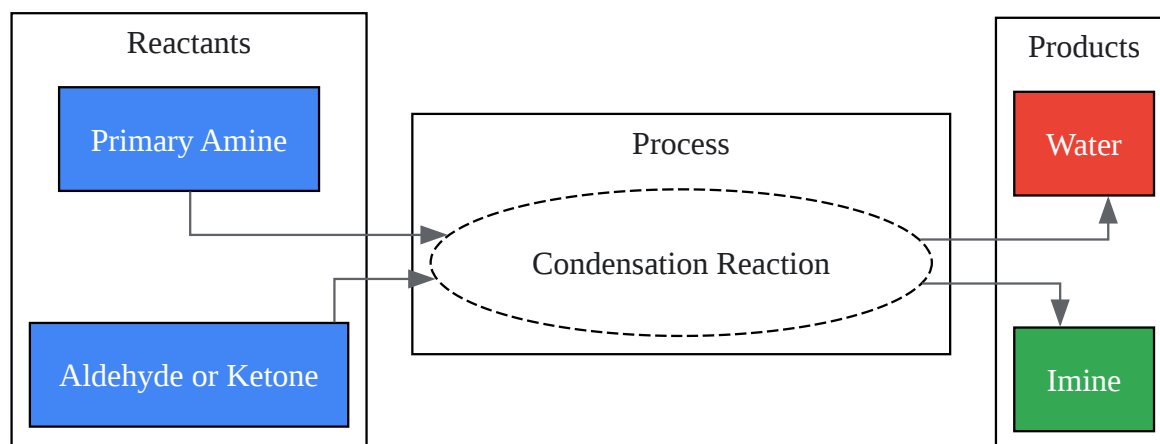 Reactants
Primary Amine
Aldehyde or Ketone
Process
Condensation Reaction
Products
Water
Imine